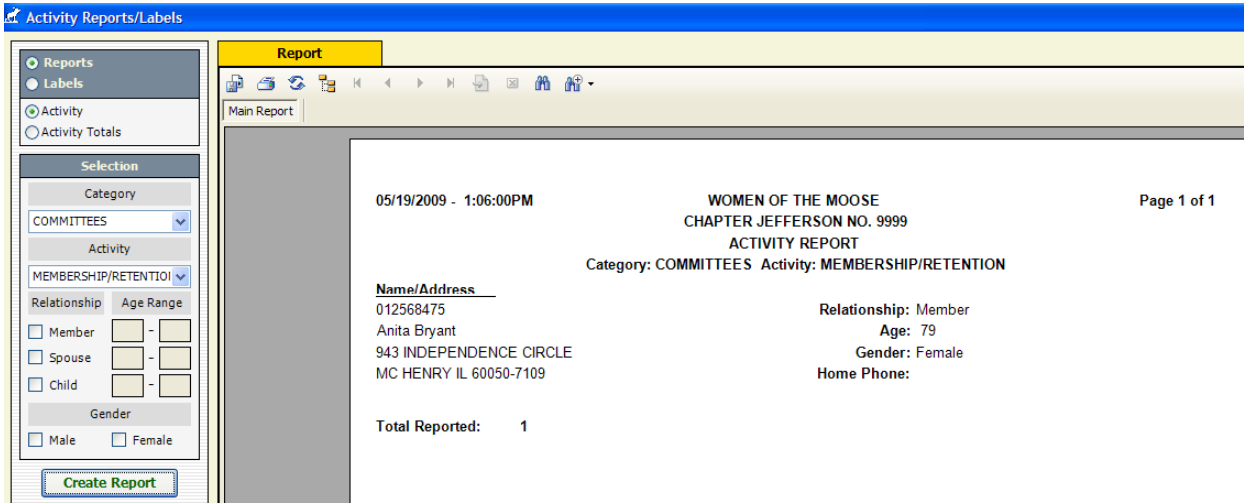 Activity Reports/Labels
Reports
Labels
Activity
Activity Totals
Selection
Category
COMMITTEES
Activity
MEMBERSHIP/RETENTIOI
Relationship Age Range
Member -
Spouse -
Child -
Gender
Male Female
Create Report
Report
Main Report
05/19/2009 - 1:06:00PM WOMEN OF THE MOOSE Page 1 of 1
CHAPTER JEFFERSON NO. 9999
ACTIVITY REPORT
Category: COMMITTEES Activity: MEMBERSHIP/RETENTION
Name/Address
012568475 Relationship: Member
Anita Bryant Age: 79
943 INDEPENDENCE CIRCLE Gender: Female
MC HENRY IL 60050-7109 Home Phone:
Total Reported: 1